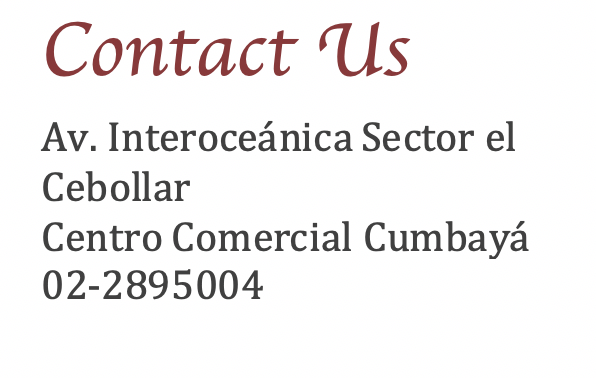 Contact Us
Av. Interoceánica Sector el
Cebollar
Centro Comercial Cumbayá
02-2895004